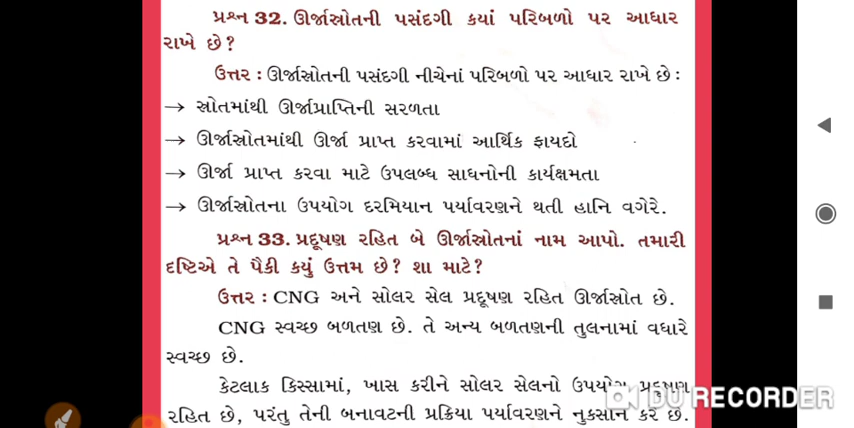 પ્રશ્ન 32. ઊર્જાસ્રોતની પસંદગી કયાં પરિબળો પર આધાર
રાખે છે?
ઉત્તર : ઊર્જાસ્રોતની પસંદગી નીચેનાં પરિબળો પર આધાર રાખે છે :
→ સ્રોતમાંથી ઊર્જાપ્રાપ્તિની સરળતા
→ ઊર્જાસ્રોતમાંથી ઊર્જા પ્રાપ્ત કરવામાં આર્થિક ફાયદો
→ ઊર્જા પ્રાપ્ત કરવા માટે ઉપલબ્ધ સાધનોની કાર્યક્ષમતા
→ ઊર્જાસ્રોતના ઉપયોગ દરમિયાન પર્યાવરણને થતી હાનિ વગેરે.
પ્રશ્ન 33. પ્રદૂષણ રહિત બે ઊર્જાસ્રોતનાં નામ આપો. તમારી
દૃષ્ટિએ તે પૈકી કયું ઉત્તમ છે? શા માટે?
ઉત્તર : CNG અને સોલર સેલ પ્રદૂષણ રહિત ઊર્જાસ્રોત છે.
CNG સ્વચ્છ બળતણ છે. તે અન્ય બળતણની તુલનામાં વધારે
સ્વચ્છ છે.
કેટલાક કિસ્સામાં, ખાસ કરીને સોલર સેલનો ઉપયોગ પ્રદૂષણ
રહિત છે, પરંતુ તેની બનાવટની પ્રક્રિયા પર્યાવરણને નુકસાન કરે છે.
DU RECORDER